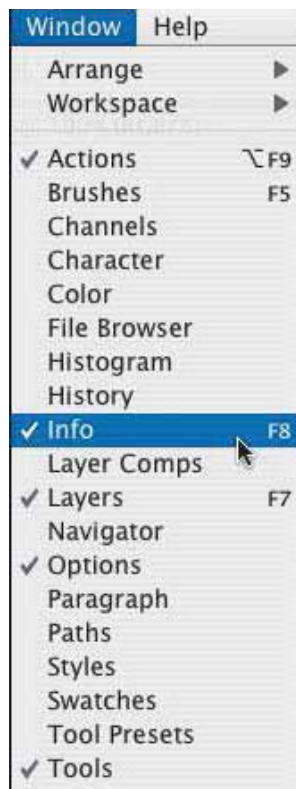 Window Help
Arrange
Workspace
Actions ⌥F9
Brushes F5
Channels
Character
Color
File Browser
Histogram
History
Info F8
Layer Comps
Layers F7
Navigator
Options
Paragraph
Paths
Styles
Swatches
Tool Presets
Tools